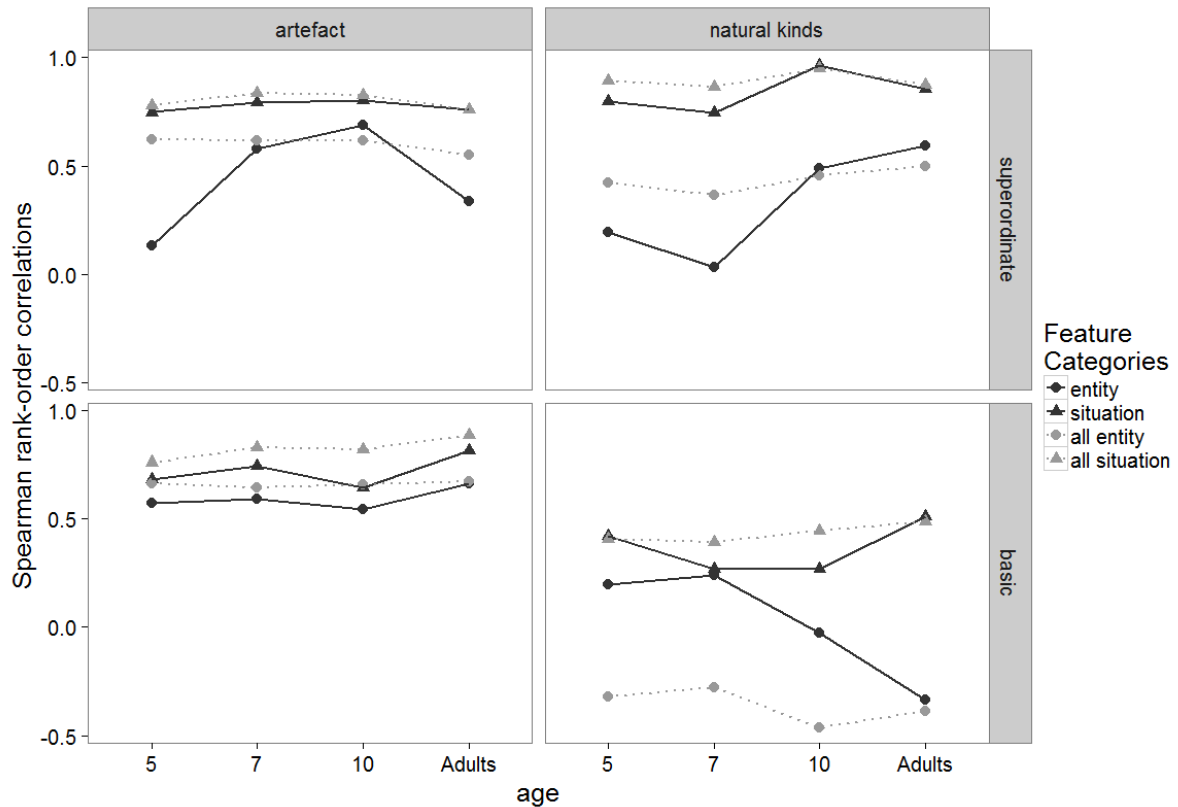 artefact
natural kinds
Spearman rank-order correlations
1.0
0.5
0.0
-0.5
superordinate
1.0
0.5
0.0
-0.5
basic
5
7
10
Adults
5
7
10
Adults
age
Feature
Categories
entity
situation
all entity
all situation